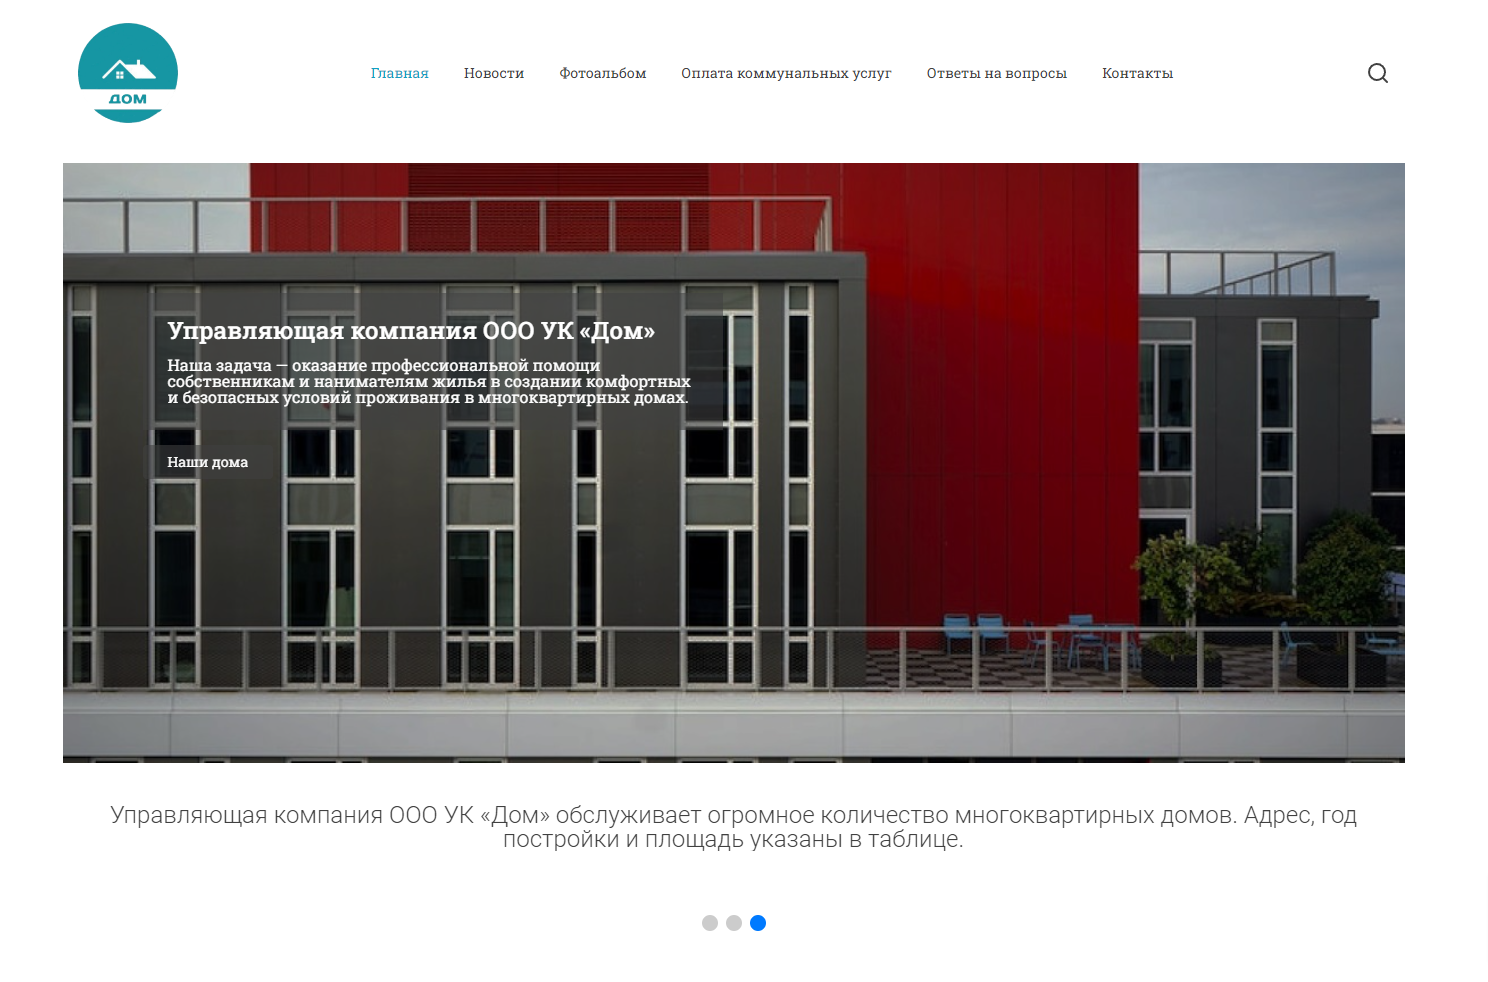 ДОМ
Главная Новости Фотоальбом Оплата коммунальных услуг Ответы на вопросы Контакты
Управляющая компания ООО УК «Дом»
Наша задача — оказание профессиональной помощи
собственникам и нанимателям жилья в создании комфортных
и безопасных условий проживания в многоквартирных домах.
Наши дома
Управляющая компания ООО УК «Дом» обслуживает огромное количество многоквартирных домов. Адрес, год
постройки и площадь указаны в таблице.